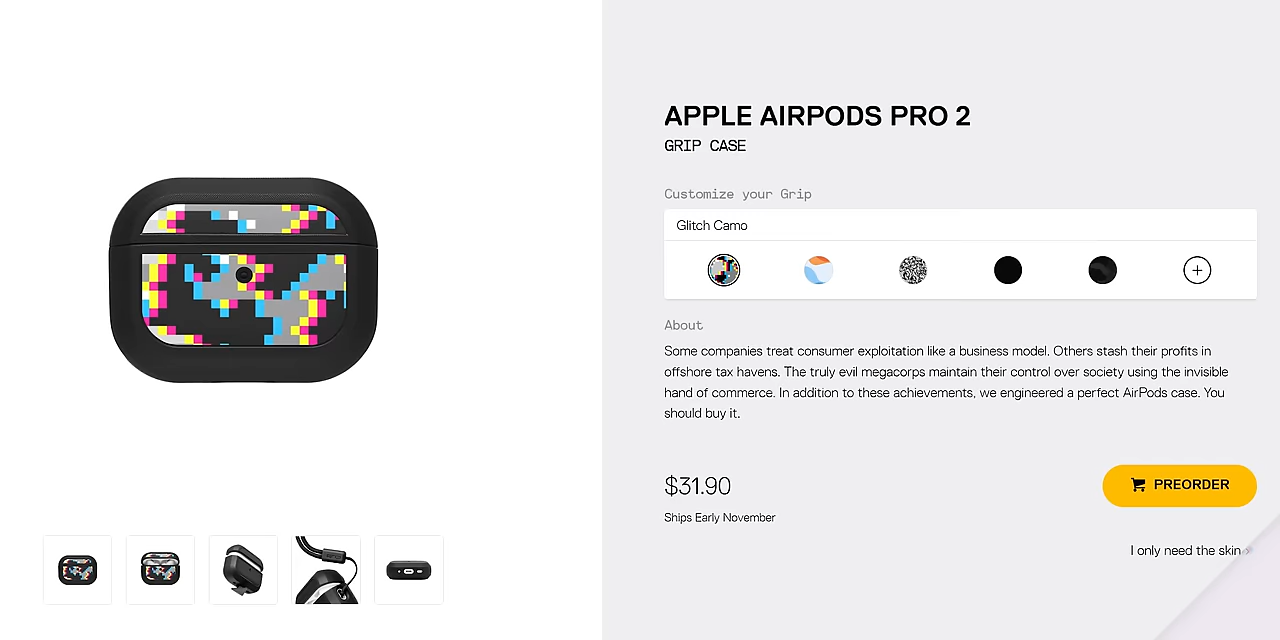 APPLE AIRPODS PRO 2
GRIP CASE
Customize your Grip
Glitch Camo
About
Some companies treat consumer exploitation like a business model. Others stash their profits in
offshore tax havens. The truly evil megacorps maintain their control over society using the invisible
hand of commerce. In addition to these achievements, we engineered a perfect AirPods case. You
should buy it.
$31.90
PREORDER
Ships Early November
I only need the skin